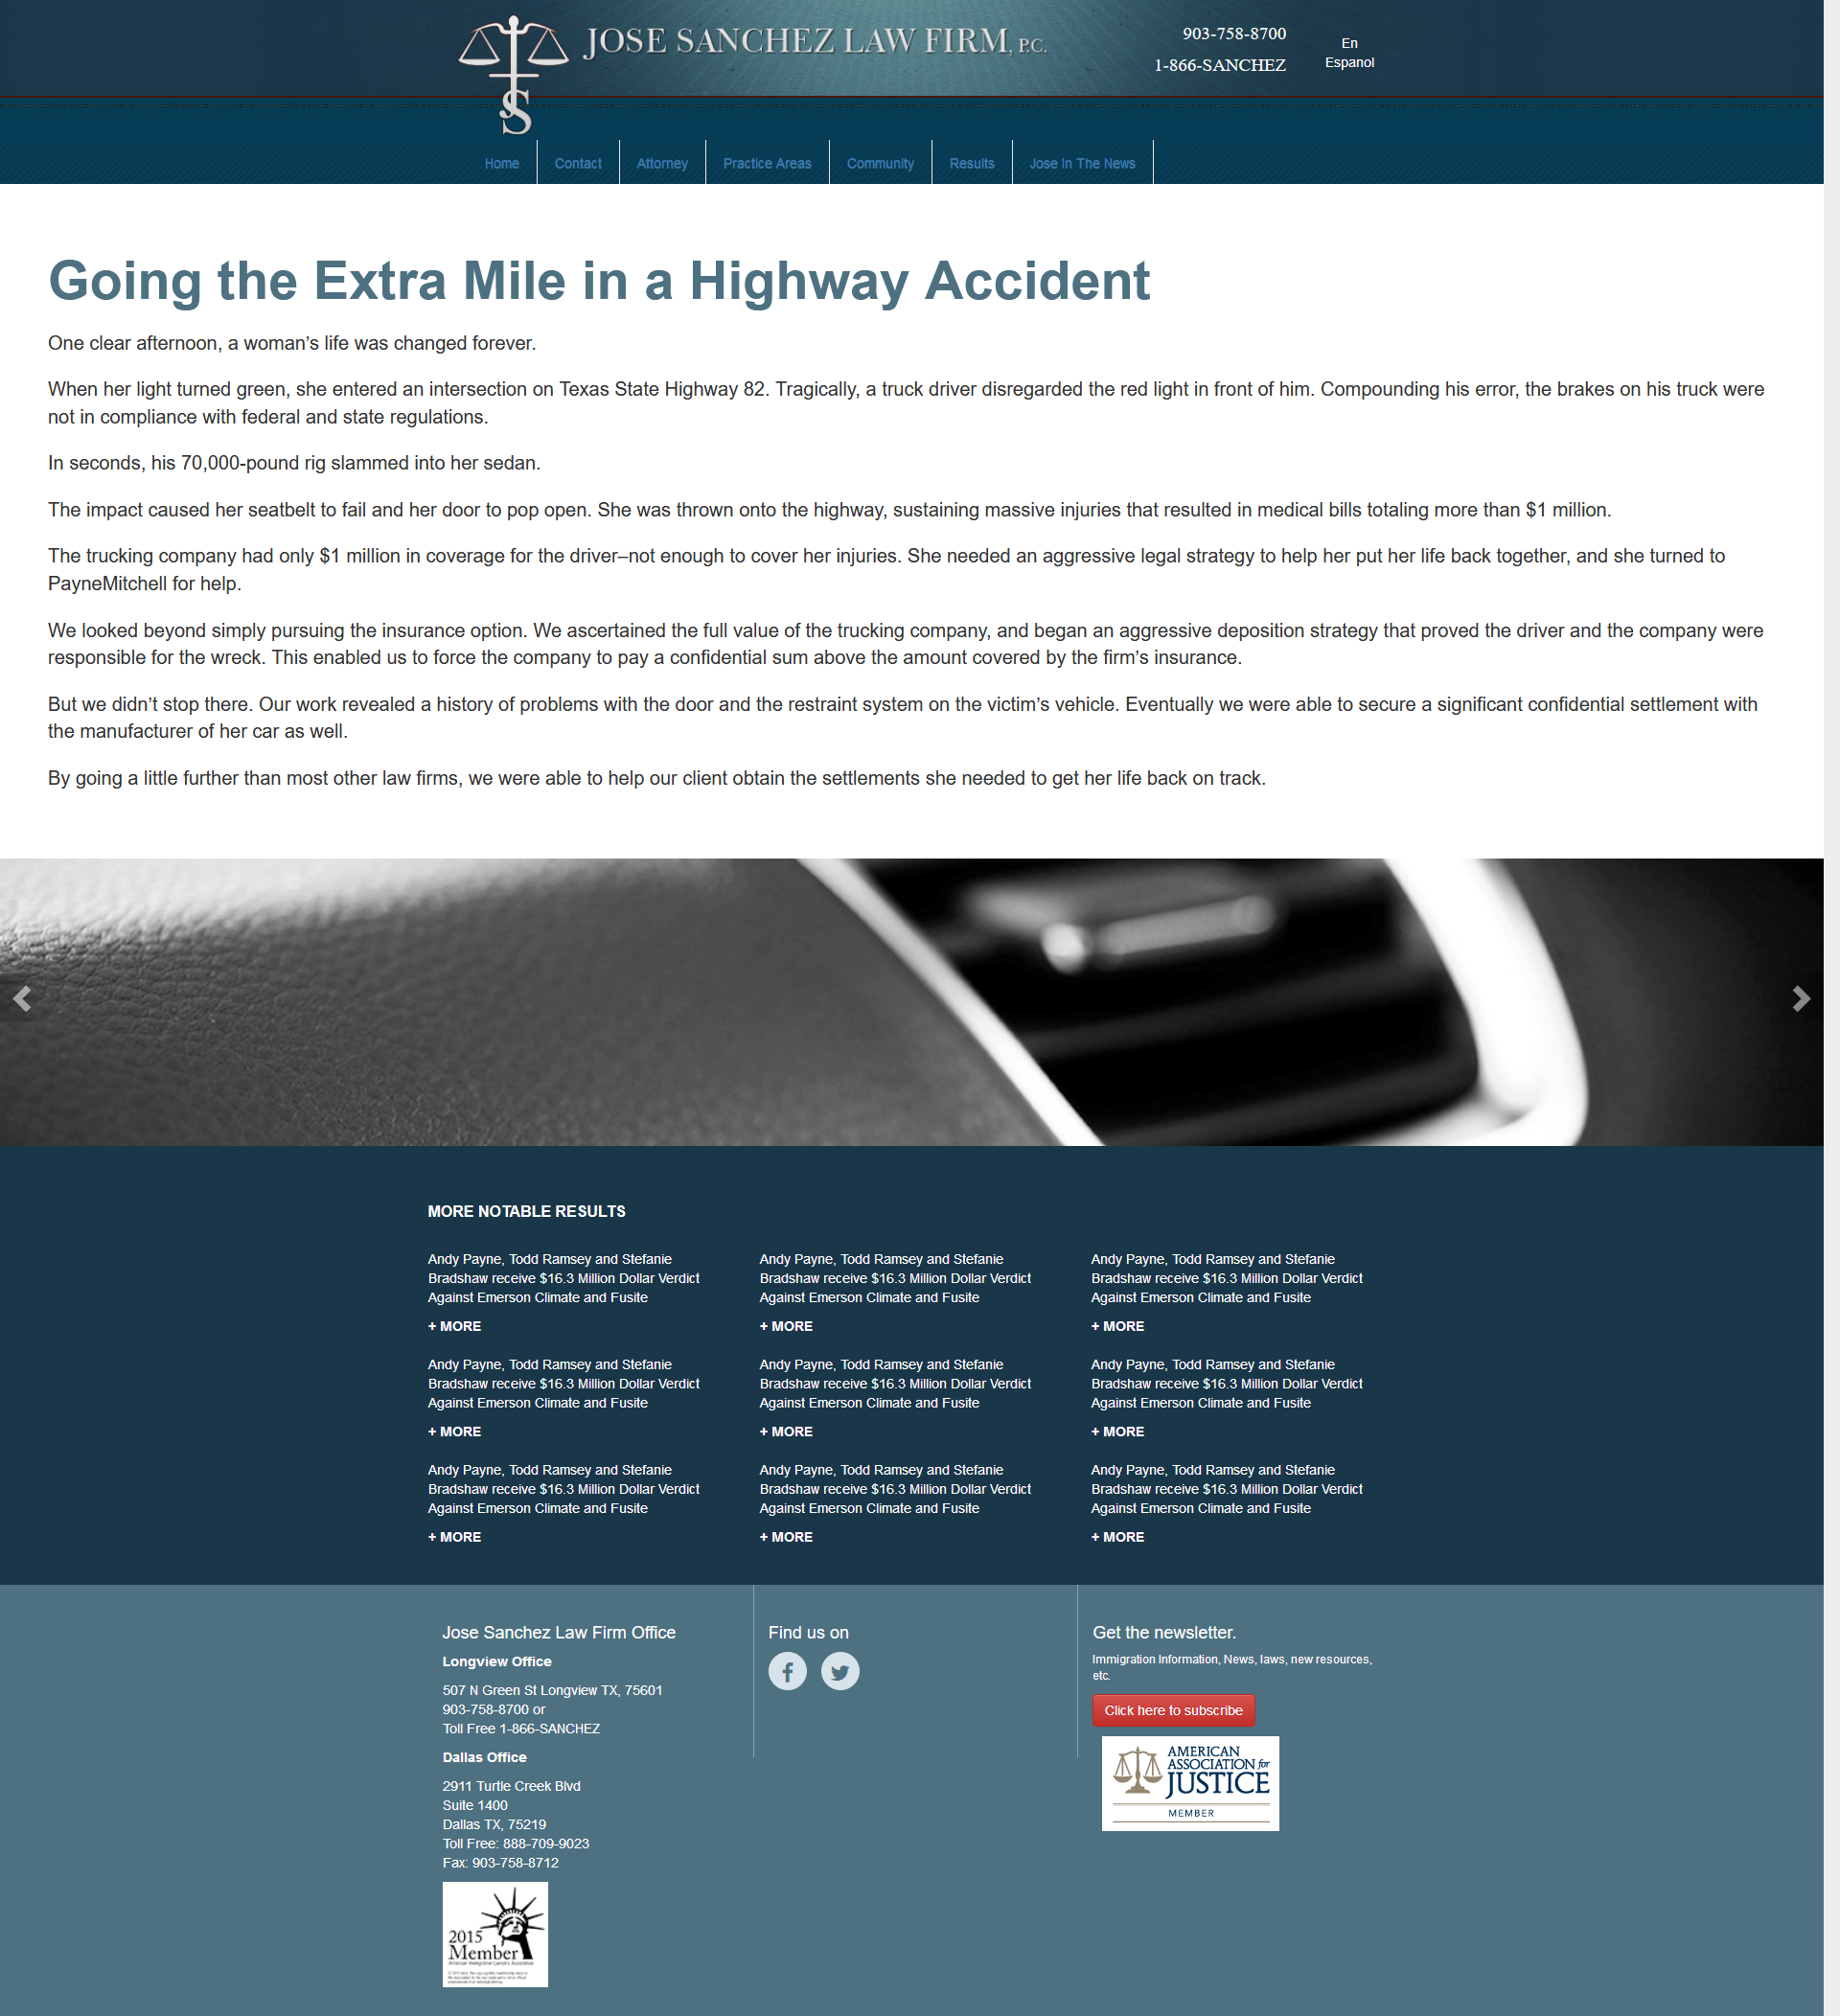 JOSE SANCHEZ LAW FIRM, P.C.
903-758-8700
1-866-SANCHEZ
En
Espanol
JS
Home
Contact
Attorney
Practice Areas
Community
Results
Jose In The News
Going the Extra Mile in a Highway Accident
One clear afternoon, a woman’s life was changed forever.
When her light turned green, she entered an intersection on Texas State Highway 82. Tragically, a truck driver disregarded the red light in front of him. Compounding his error, the brakes on his truck were
not in compliance with federal and state regulations.
In seconds, his 70,000-pound rig slammed into her sedan.
The impact caused her seatbelt to fail and her door to pop open. She was thrown onto the highway, sustaining massive injuries that resulted in medical bills totaling more than $1 million.
The trucking company had only $1 million in coverage for the driver–not enough to cover her injuries. She needed an aggressive legal strategy to help her put her life back together, and she turned to
PayneMitchell for help.
We looked beyond simply pursuing the insurance option. We ascertained the full value of the trucking company, and began an aggressive deposition strategy that proved the driver and the company were
responsible for the wreck. This enabled us to force the company to pay a confidential sum above the amount covered by the firm’s insurance.
But we didn’t stop there. Our work revealed a history of problems with the door and the restraint system on the victim’s vehicle. Eventually we were able to secure a significant confidential settlement with
the manufacturer of her car as well.
By going a little further than most other law firms, we were able to help our client obtain the settlements she needed to get her life back on track.
MORE NOTABLE RESULTS
Andy Payne, Todd Ramsey and Stefanie
Bradshaw receive $16.3 Million Dollar Verdict
Against Emerson Climate and Fusite
+ MORE
Andy Payne, Todd Ramsey and Stefanie
Bradshaw receive $16.3 Million Dollar Verdict
Against Emerson Climate and Fusite
+ MORE
Andy Payne, Todd Ramsey and Stefanie
Bradshaw receive $16.3 Million Dollar Verdict
Against Emerson Climate and Fusite
+ MORE
Andy Payne, Todd Ramsey and Stefanie
Bradshaw receive $16.3 Million Dollar Verdict
Against Emerson Climate and Fusite
+ MORE
Andy Payne, Todd Ramsey and Stefanie
Bradshaw receive $16.3 Million Dollar Verdict
Against Emerson Climate and Fusite
+ MORE
Andy Payne, Todd Ramsey and Stefanie
Bradshaw receive $16.3 Million Dollar Verdict
Against Emerson Climate and Fusite
+ MORE
Andy Payne, Todd Ramsey and Stefanie
Bradshaw receive $16.3 Million Dollar Verdict
Against Emerson Climate and Fusite
+ MORE
Andy Payne, Todd Ramsey and Stefanie
Bradshaw receive $16.3 Million Dollar Verdict
Against Emerson Climate and Fusite
+ MORE
Andy Payne, Todd Ramsey and Stefanie
Bradshaw receive $16.3 Million Dollar Verdict
Against Emerson Climate and Fusite
+ MORE
Jose Sanchez Law Firm Office
Longview Office
507 N Green St Longview TX, 75601
903-758-8700 or
Toll Free 1-866-SANCHEZ
Dallas Office
2911 Turtle Creek Blvd
Suite 1400
Dallas TX, 75219
Toll Free: 888-709-9023
Fax: 903-758-8712
2015
Member
American Immigration Lawyers Association
Find us on
Get the newsletter.
Immigration Information, News, laws, new resources,
etc.
Click here to subscribe
AMERICAN
ASSOCIATION for
JUSTICE
MEMBER